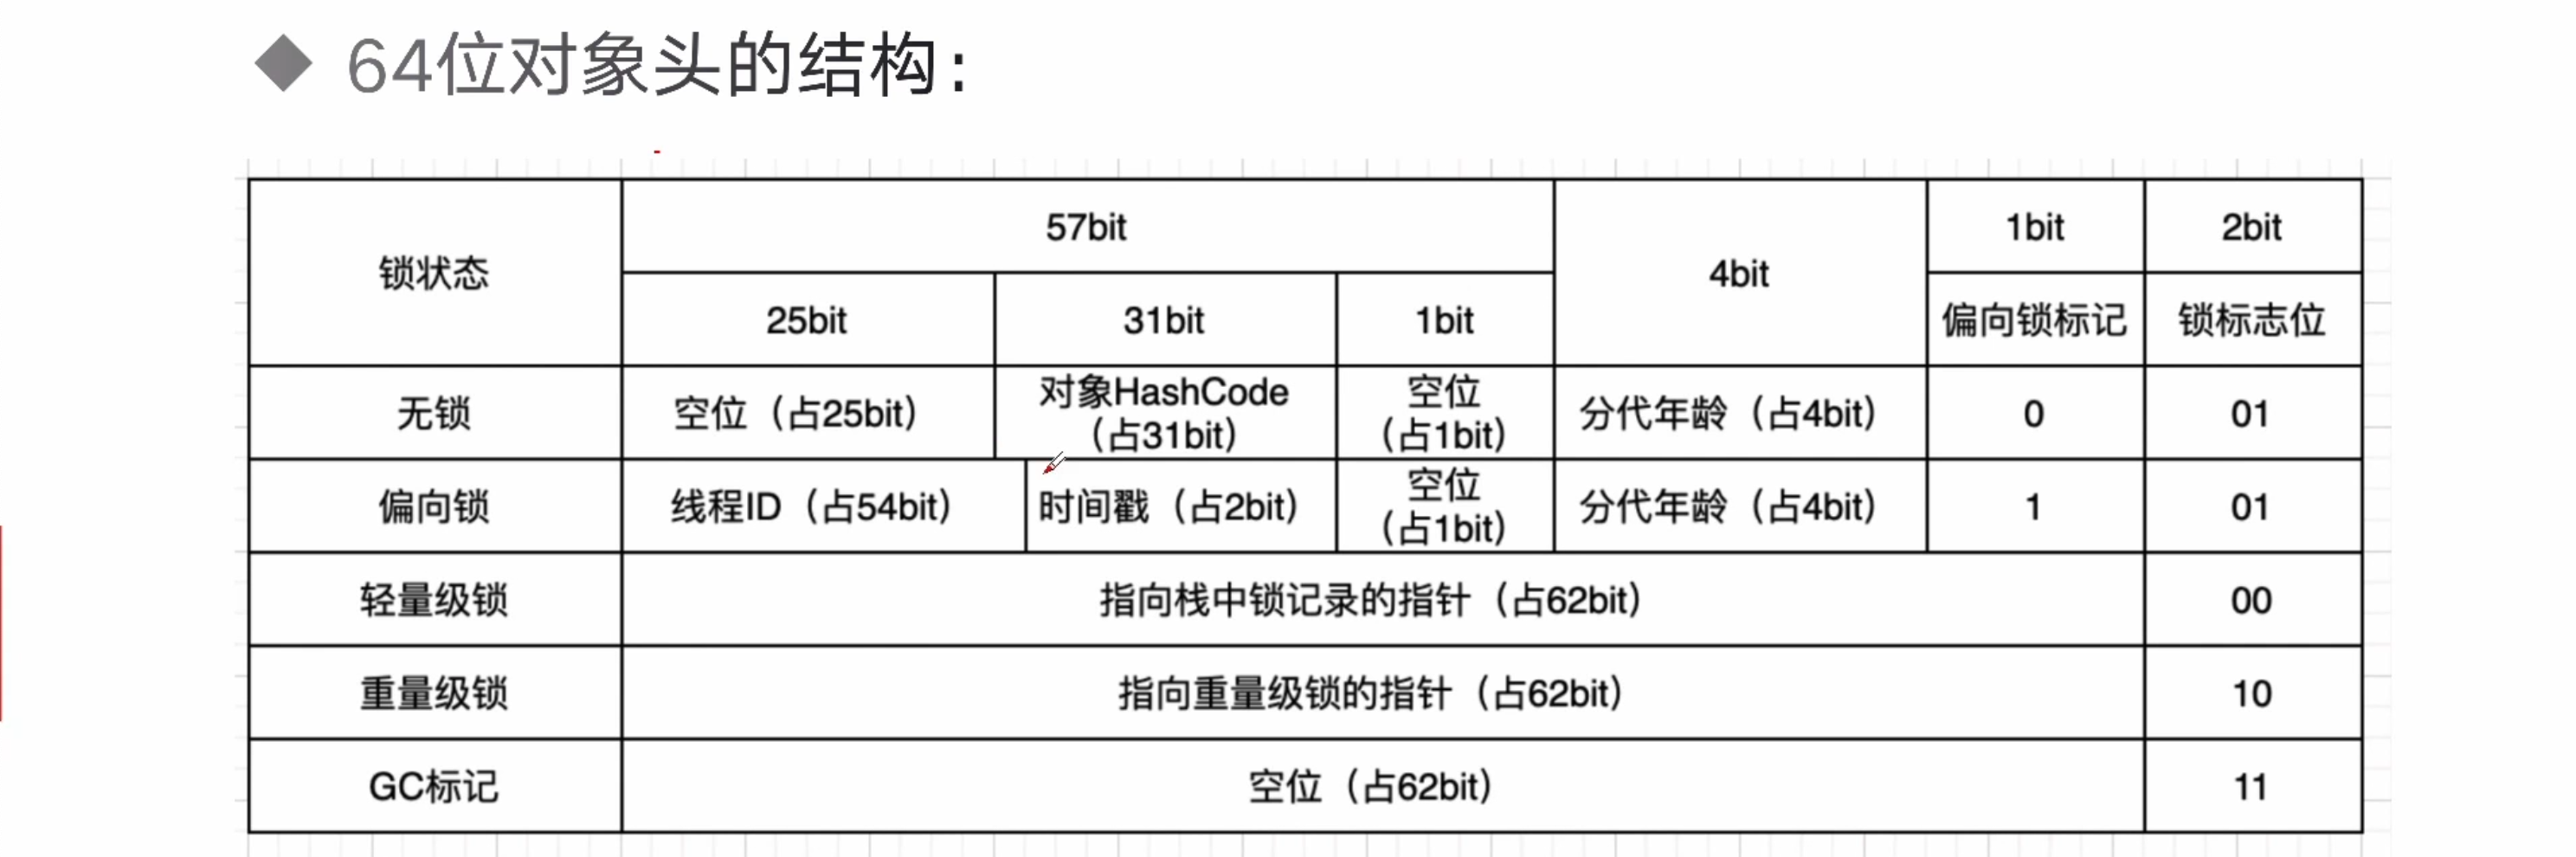 64位对象头的结构：
锁状态 57bit 4bit 1bit 2bit
25bit 31bit 1bit 偏向锁标记 锁标志位
无锁 空位（占25bit） 对象HashCode（占31bit） 空位（占1bit） 分代年龄（占4bit） 0 01
偏向锁 线程ID（占54bit） 时间戳（占2bit） 空位（占1bit） 分代年龄（占4bit） 1 01
轻量级锁 指向栈中锁记录的指针（占62bit） 00
重量级锁 指向重量级锁的指针（占62bit） 10
GC标记 空位（占62bit） 11